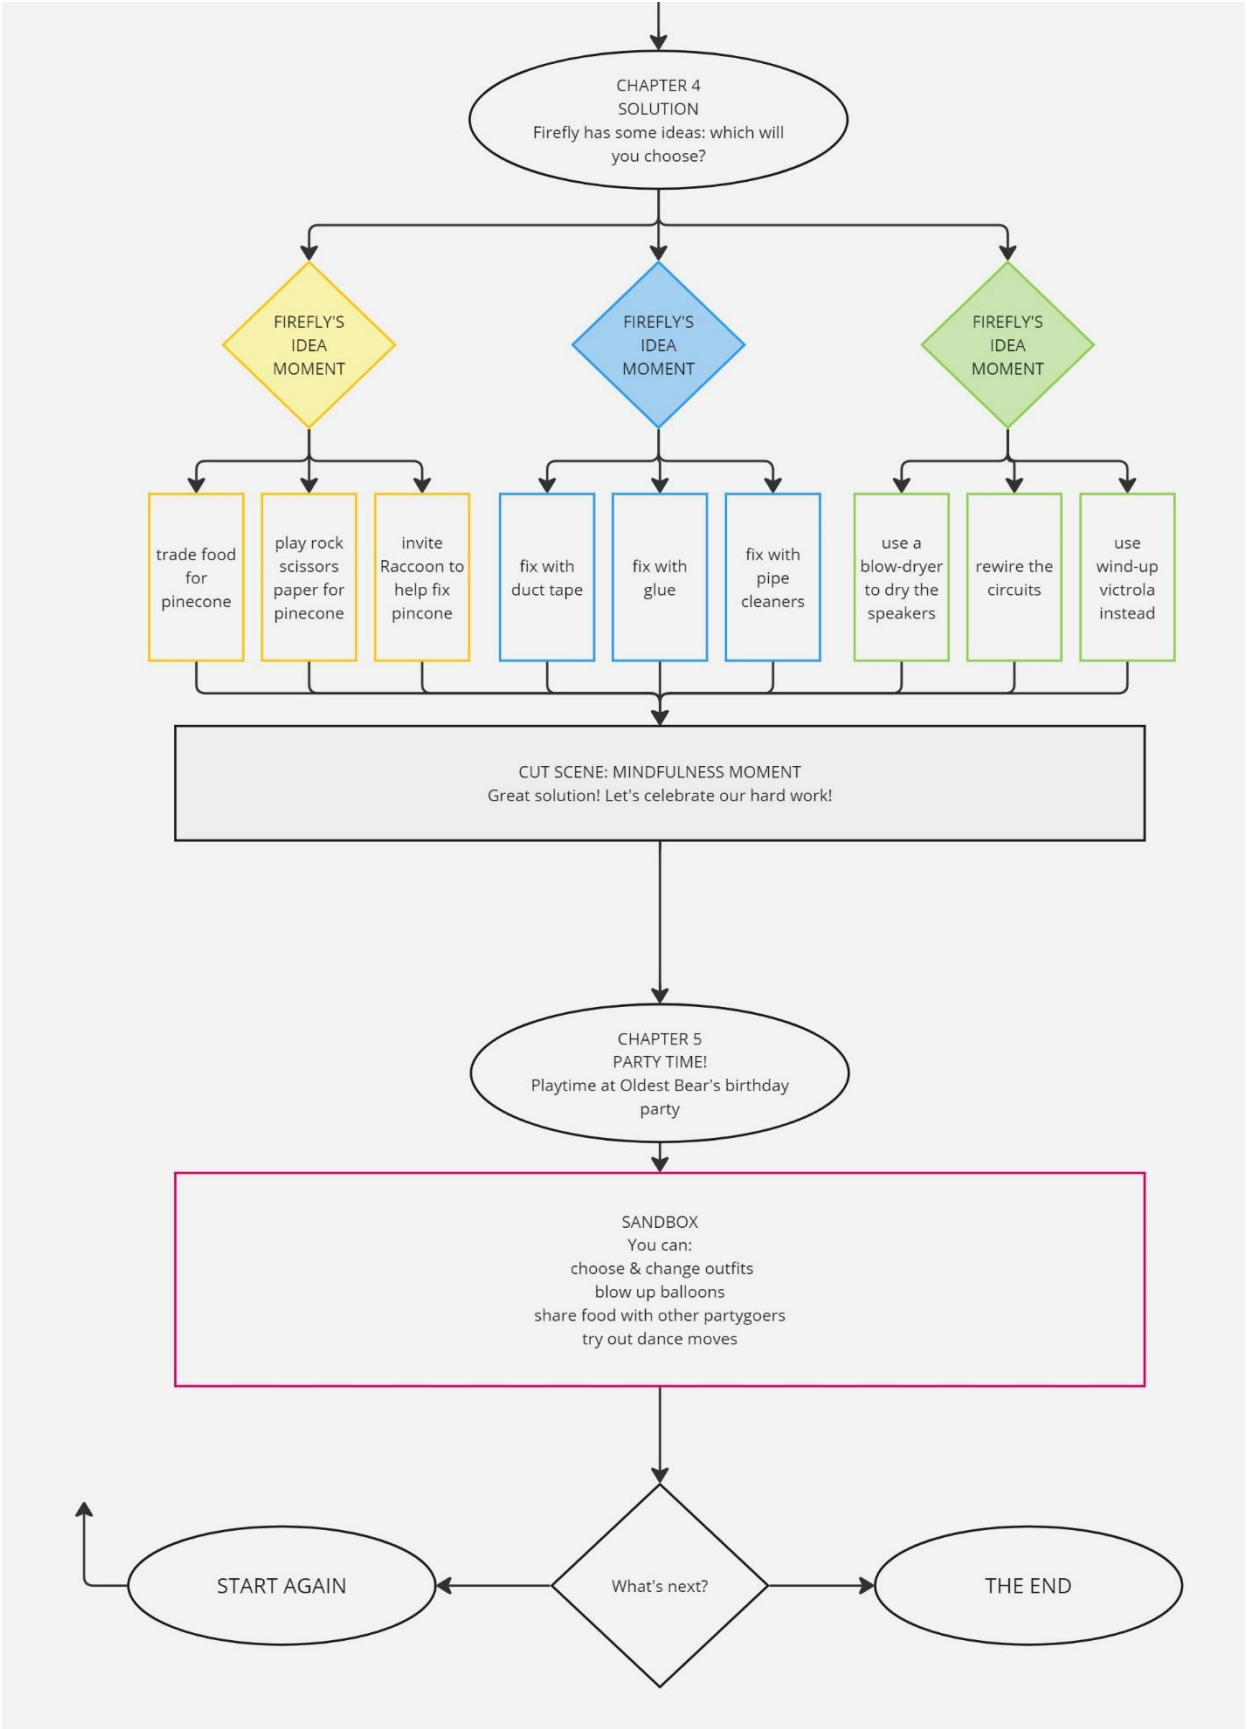 CHAPTER 4
SOLUTION
Firefly has some ideas: which will
you choose?
FIREFLY'S
IDEA
MOMENT
FIREFLY'S
IDEA
MOMENT
FIREFLY'S
IDEA
MOMENT
trade food
for
pinecone
play rock
scissors
paper for
pinecone
invite
Raccoon to
help fix
pincone
fix with
duct tape
fix with
glue
fix with
pipe
cleaners
use a
blow-dryer
to dry the
speakers
rewire the
circuits
use
wind-up
victrola
instead
CUT SCENE: MINDFULNESS MOMENT
Great solution! Let's celebrate our hard work!
CHAPTER 5
PARTY TIME!
Playtime at Oldest Bear's birthday
party
SANDBOX
You can:
choose & change outfits
blow up balloons
share food with other partygoers
try out dance moves
START AGAIN
What's next?
THE END